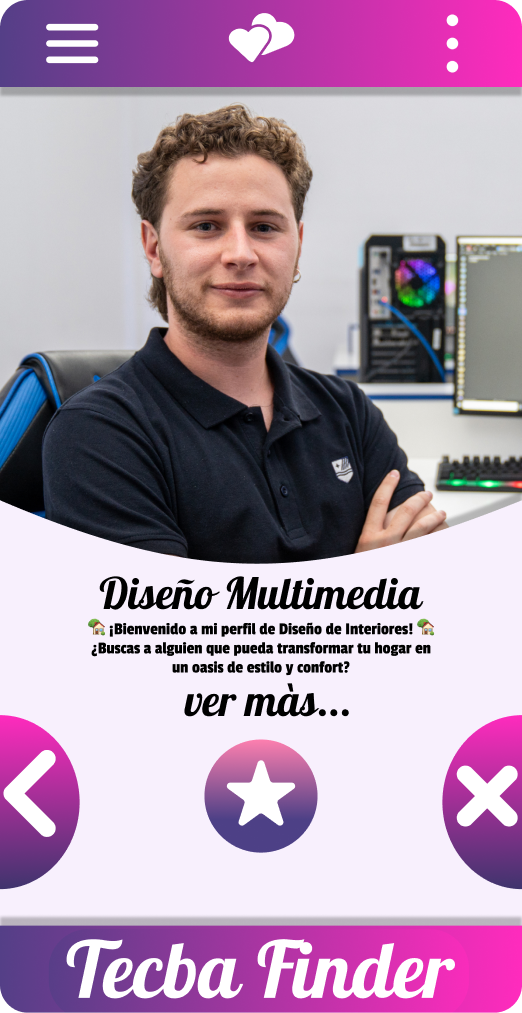 Diseño Multimedia
🏡 ¡Bienvenido a mi perfil de Diseño de Interiores! 🏡
¿Buscas a alguien que pueda transformar tu hogar en
un oasis de estilo y confort?
ver màs...
Tecba Finder